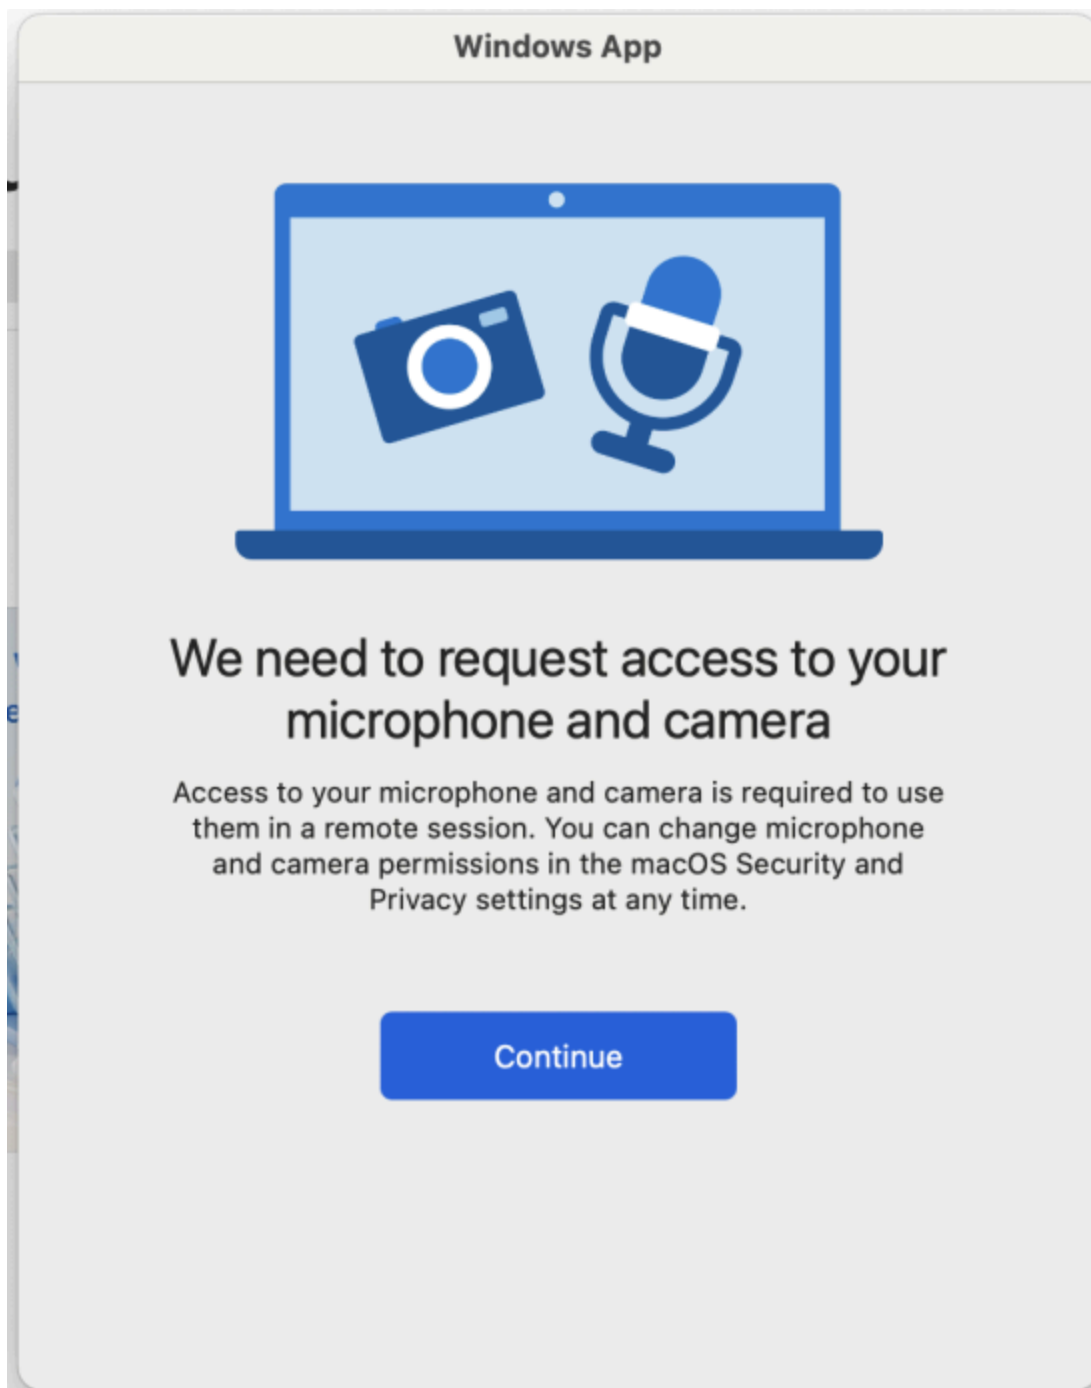 Windows App
We need to request access to your
microphone and camera
Access to your microphone and camera is required to use
them in a remote session. You can change microphone
and camera permissions in the macOS Security and
Privacy settings at any time.
Continue